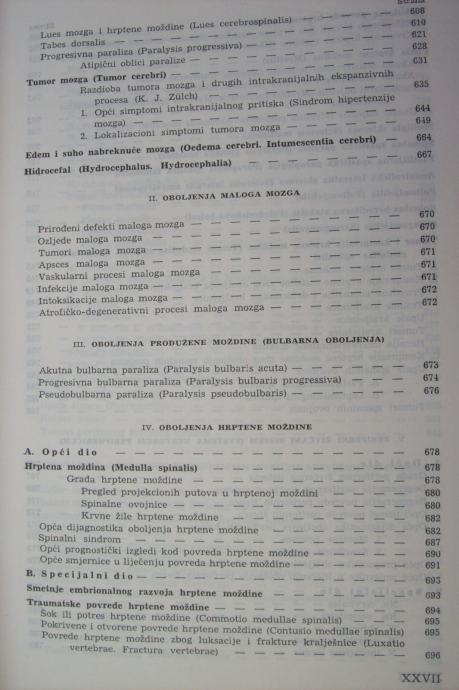 Strana
Lues mozga i hrptene moždine (Lues cerebrospinalis) — 608
Tabes dorsalis — 610
Progresivna paraliza (Paralysis progressiva) — 621
Atipični oblici paralize — 628
Tumor mozga (Tumor cerebri) — 631
Razdioba tumora mozga i drugih intrakranijalnih ekspanzivnih
procesa (K. J. Zülch) — 635
1. Opći simptomi intrakranijalnog pritiska (Sindrom hipertenzije
mozga) — 644
2. Lokalizacioni simptomi tumora mozga — 649
Edem i suho nabreknuće mozga (Oedema cerebri. Intumescentia cerebri) — 664
Hidrocefal (Hydrocephalus. Hydrocephalia) — 667
II. OBOLJENJA MALOGA MOZGA
Prirođeni defekti maloga mozga — 670
Ozljede maloga mozga — 670
Tumori maloga mozga — 670
Apsces maloga mozga — 671
Vaskularni procesi maloga mozga — 671
Infekcije maloga mozga — 671
Intoksikacije maloga mozga — 672
Atrofičko-degenerativni procesi maloga mozga — 672
III. OBOLJENJA PRODUŽENE MOŽDINE (BULBARNA OBOLJENJA)
Akutna bulbarna paraliza (Paralysis bulbaris acuta) — 673
Progresivna bulbarna paraliza (Paralysis bulbaris progressiva) — 674
Pseudobulbarna paraliza (Paralysis pseudobulbaris) — 676
IV. OBOLJENJA HRPTENE MOŽDINE
A. Opći dio — 678
Hrptena moždina (Medulla spinalis) — 678
Građa hrptene moždine — 678
Pregled projekcionih putova u hrptenoj moždini — 680
Spinalne ovojnice — 680
Krvne žile hrptene moždine — 682
Opća dijagnostika oboljenja hrptene moždine — 682
Spinalni sindrom — 687
Opći prognostički izgledi kod povreda hrptene moždine — 690
Opće smjernice u liječenju povreda hrptene moždine — 691
B. Specijalni dio — 693
Smetnje embrionalnog razvoja hrptene moždine — 693
Traumatske povrede hrptene moždine — 694
Šok ili potres hrptene moždine (Commotio medullae spinalis) — 695
Pokrivene i otvorene povrede hrptene moždine (Contusio medullae spinalis) 695
Povrede hrptene moždine zbog luksacije i frakture kralješnice (Luxatio
vertebrae. Fractura vertebrae) — 696
XXVII